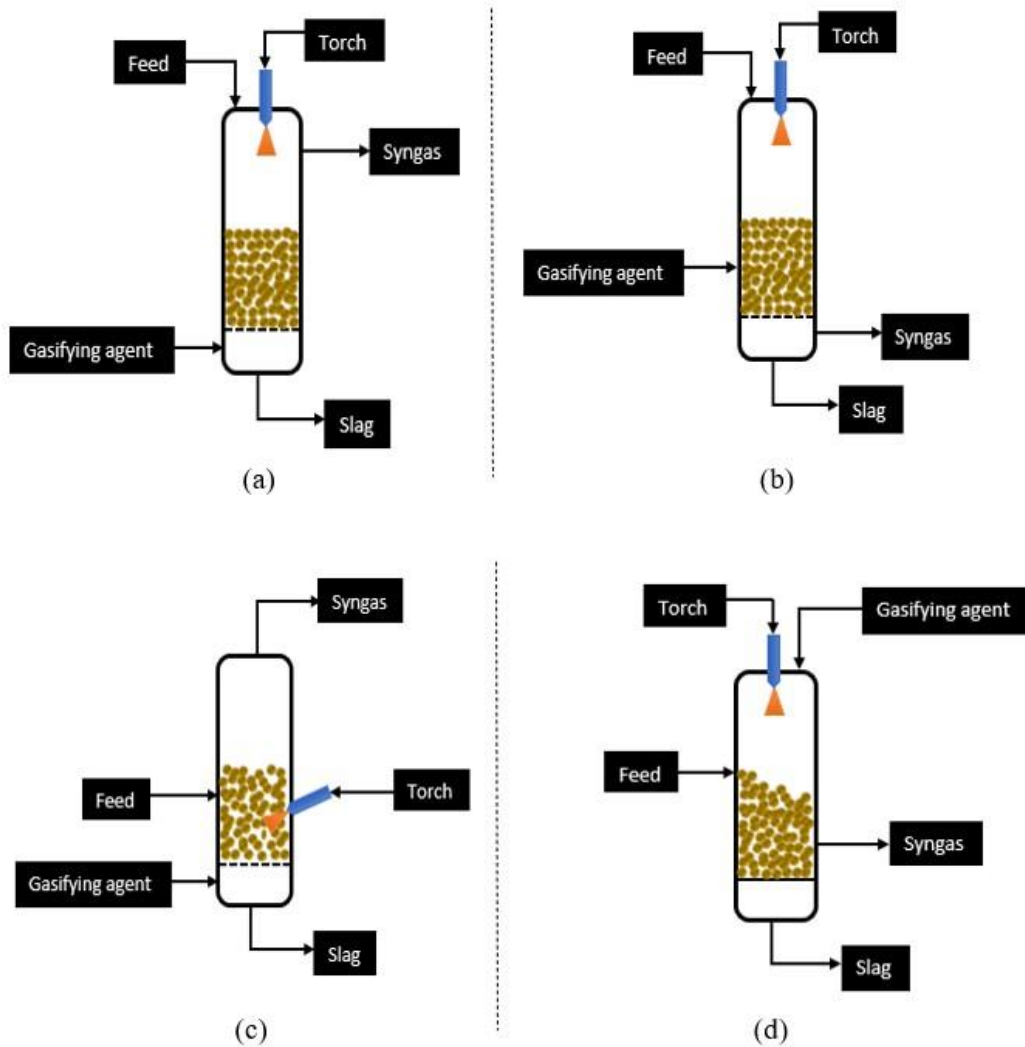 Torch
Feed
Syngas
Gasifying agent
Slag
(a)
Torch
Feed
Gasifying agent
Syngas
Slag
(b)
Syngas
Feed
Torch
Gasifying agent
Slag
(c)
Torch
Gasifying agent
Feed
Syngas
Slag
(d)